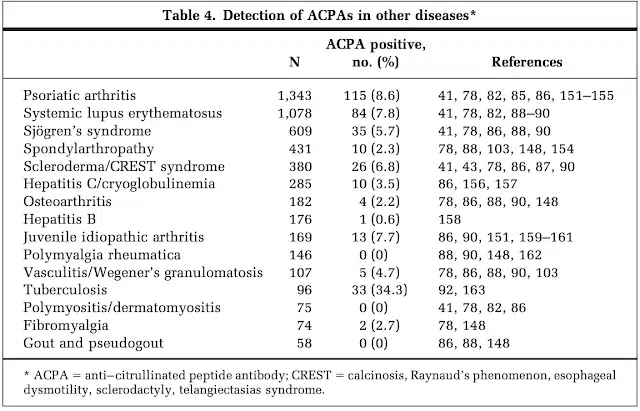 Table 4. Detection of ACPAs in other diseases*
N ACPA positive, no. (%) References
Psoriatic arthritis 1,343 115 (8.6) 41, 78, 82, 85, 86, 151–155
Systemic lupus erythematosus 1,078 84 (7.8) 41, 78, 82, 88–90
Sjögren's syndrome 609 35 (5.7) 41, 78, 86, 88, 90
Spondylarthropathy 431 10 (2.3) 78, 88, 103, 148, 154
Scleroderma/CREST syndrome 380 26 (6.8) 41, 43, 78, 86, 87, 90
Hepatitis C/cryoglobulinemia 285 10 (3.5) 86, 156, 157
Osteoarthritis 182 4 (2.2) 78, 86, 88, 90, 148
Hepatitis B 176 1 (0.6) 158
Juvenile idiopathic arthritis 169 13 (7.7) 86, 90, 151, 159–161
Polymyalgia rheumatica 146 0 (0) 88, 90, 148, 162
Vasculitis/Wegener's granulomatosis 107 5 (4.7) 78, 86, 88, 90, 103
Tuberculosis 96 33 (34.3) 92, 163
Polymyositis/dermatomyositis 75 0 (0) 41, 78, 82, 86
Fibromyalgia 74 2 (2.7) 78, 148
Gout and pseudogout 58 0 (0) 86, 88, 148
* ACPA = anti–citrullinated peptide antibody; CREST = calcinosis, Raynaud's phenomenon, esophageal
dysmotility, sclerodactyly, telangiectasias syndrome.